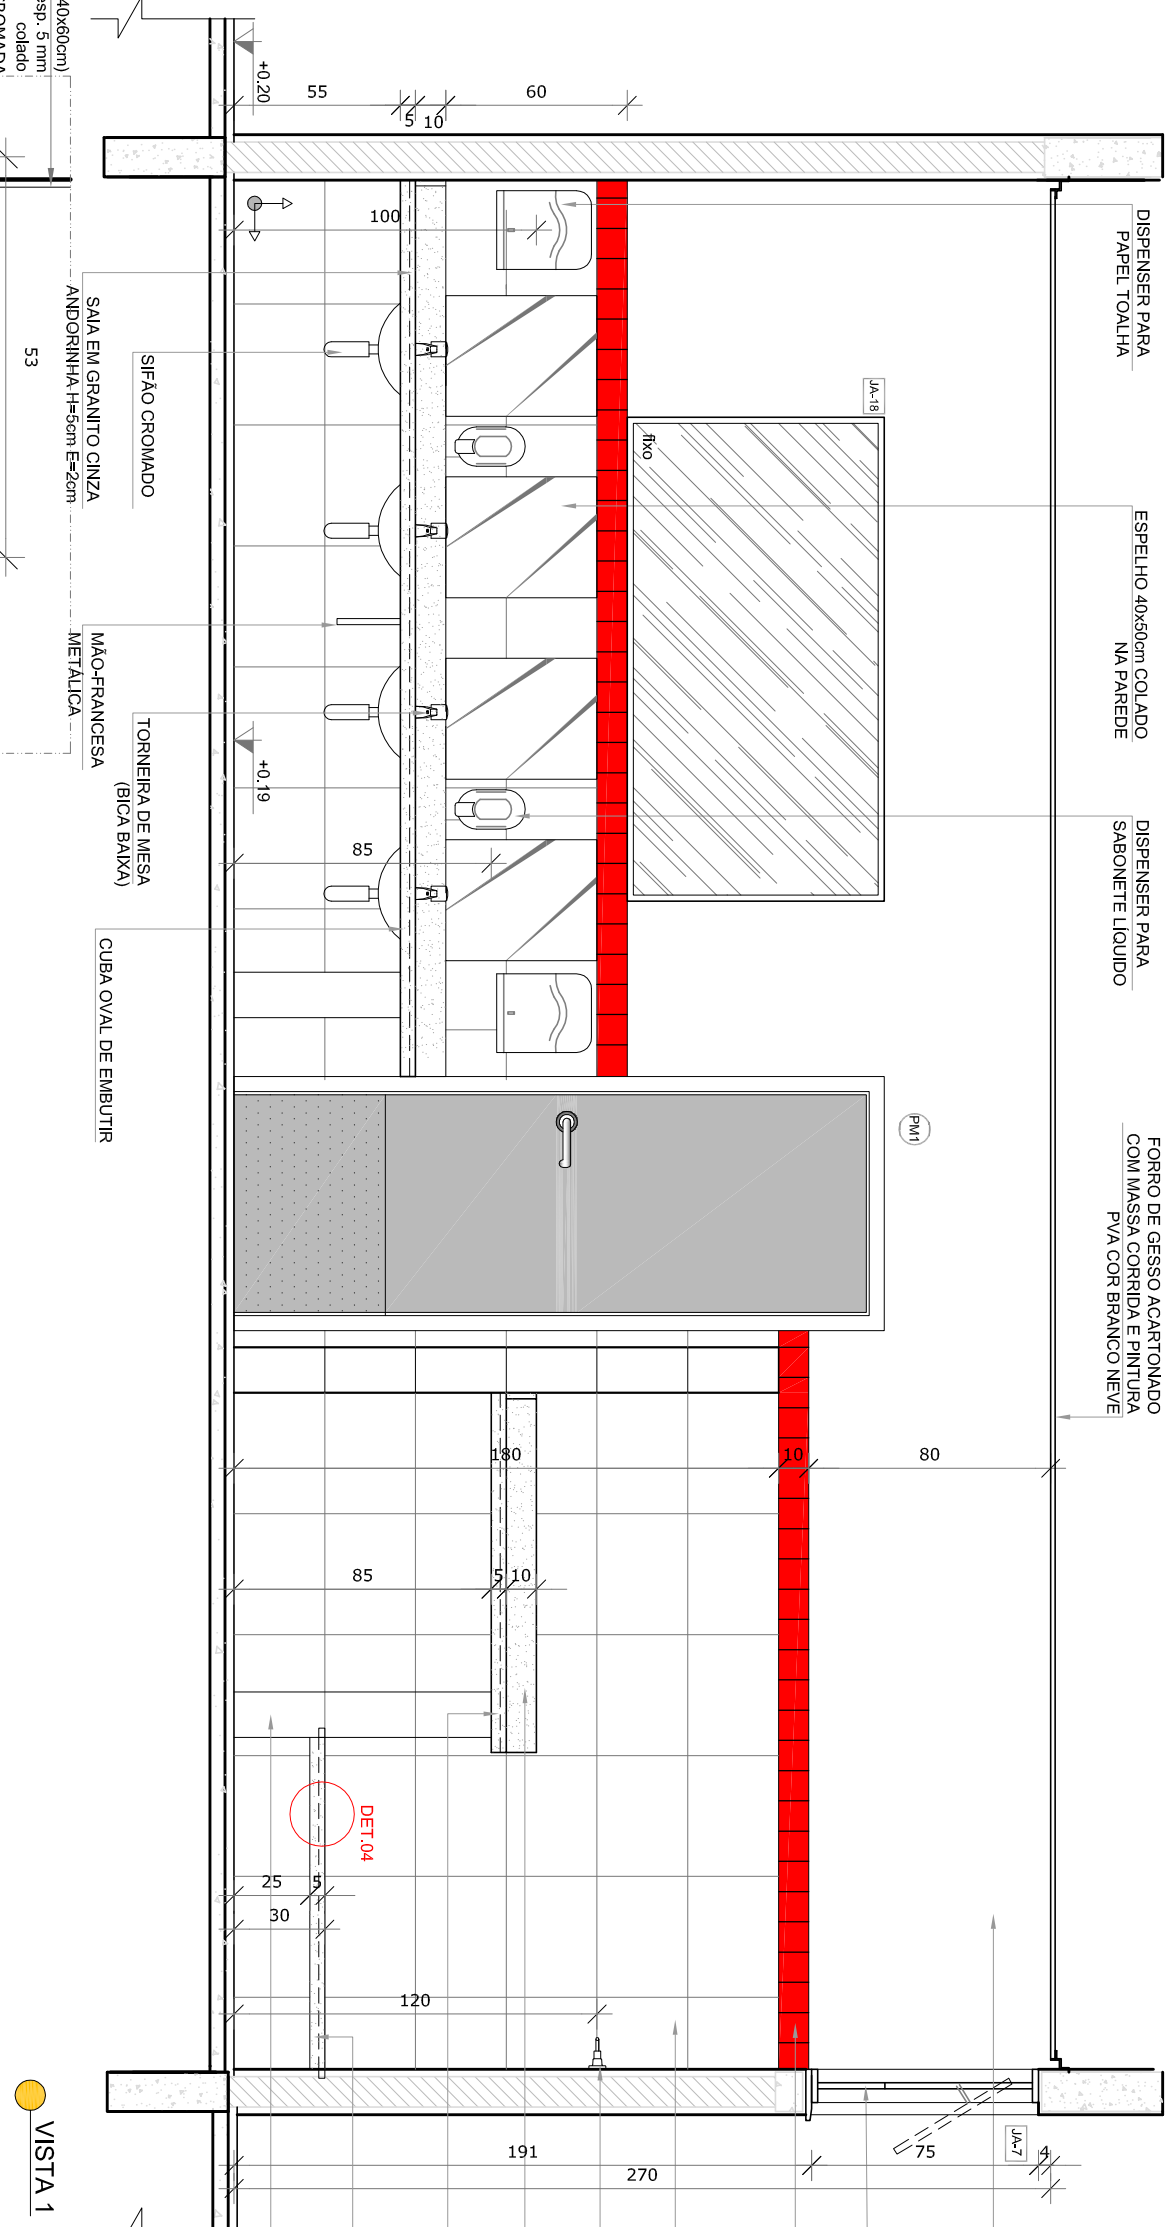 DISPENSER PARA
PAPEL TOALHA
ESPELHO 40x50cm COLADO
NA PAREDE
DISPENSER PARA
SABONETE LÍQUIDO
FORRO DE GESSO ACARTONADO
COM MASSA CORRIDA E PINTURA
PVA COR BRANCO NEVE
JA-18
fixo
PM1
+0.20
55
5
10
60
100
85
+0.19
180
10
80
85
5
10
DET.04
25
5
30
120
JA-7
191
75
4
270
SIFÃO CROMADO
SAIA EM GRANITO CINZA
ANDORINHA H=5cm E=2cm
MÃO-FRANCESA
METÁLICA
TORNEIRA DE MESA
(BICA BAIXA)
CUBA OVAL DE EMBUTIR
40x60cm)
esp. 5 mm
colado
53
VISTA 1